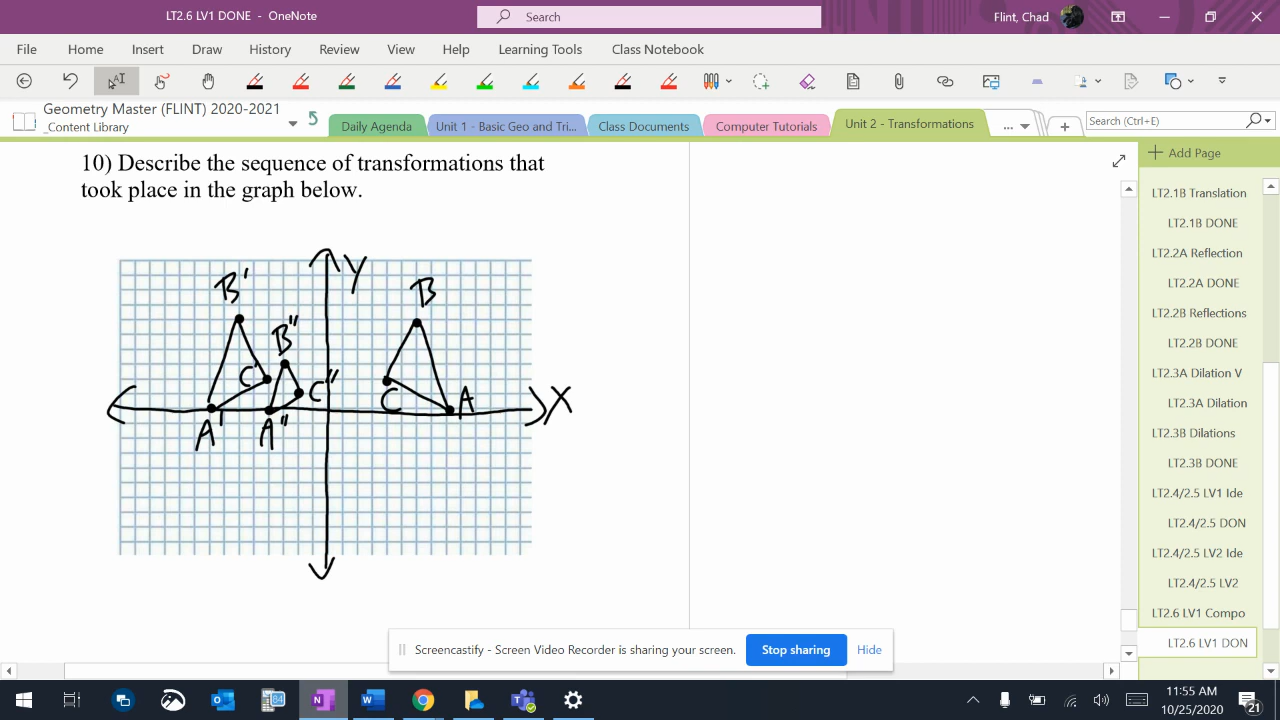 LT2.6 LV1 DONE - OneNote
Search
Flint, Chad
File Home Insert Draw History Review View Help Learning Tools Class Notebook
Geometry Master (FLINT) 2020-2021
_Content Library
Daily Agenda
Unit 1 - Basic Geo and Tri...
Class Documents
Computer Tutorials
Unit 2 - Transformations
...
Search (Ctrl+E)
10) Describe the sequence of transformations that
took place in the graph below.
Y
B'
B
B"
C'
C"
C
A
X
A'
A"
Add Page
LT2.1B Translation
LT2.1B DONE
LT2.2A Reflection
LT2.2A DONE
LT2.2B Reflections
LT2.2B DONE
LT2.3A Dilation V
LT2.3A Dilation
LT2.3B Dilations
LT2.3B DONE
LT2.4/2.5 LV1 Ide
LT2.4/2.5 DON
LT2.4/2.5 LV2 Ide
LT2.4/2.5 LV2
LT2.6 LV1 Compo
LT2.6 LV1 DON
Screencastify - Screen Video Recorder is sharing your screen.
Stop sharing
Hide
11:55 AM
10/25/2020
21